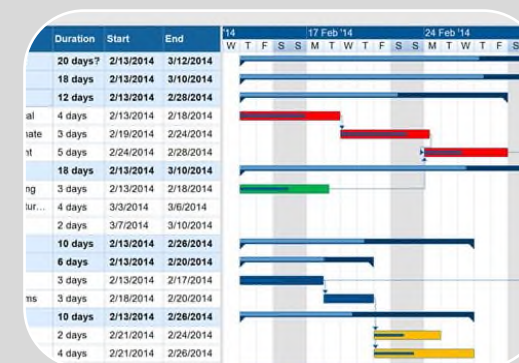 '14 17 Feb '14 24 Feb '14
Duration Start End W T F S S M T W T F S S M T W T F S
20 days? 2/13/2014 3/12/2014
18 days 2/13/2014 3/10/2014
12 days 2/13/2014 2/28/2014
al 4 days 2/13/2014 2/18/2014
nate 3 days 2/19/2014 2/24/2014
nt 5 days 2/24/2014 2/28/2014
18 days 2/13/2014 3/10/2014
ng 3 days 2/13/2014 2/18/2014
tur... 4 days 3/3/2014 3/6/2014
2 days 3/7/2014 3/10/2014
10 days 2/13/2014 2/26/2014
6 days 2/13/2014 2/20/2014
3 days 2/13/2014 2/17/2014
ms 3 days 2/18/2014 2/20/2014
10 days 2/13/2014 2/26/2014
2 days 2/21/2014 2/24/2014
4 days 2/21/2014 2/26/2014